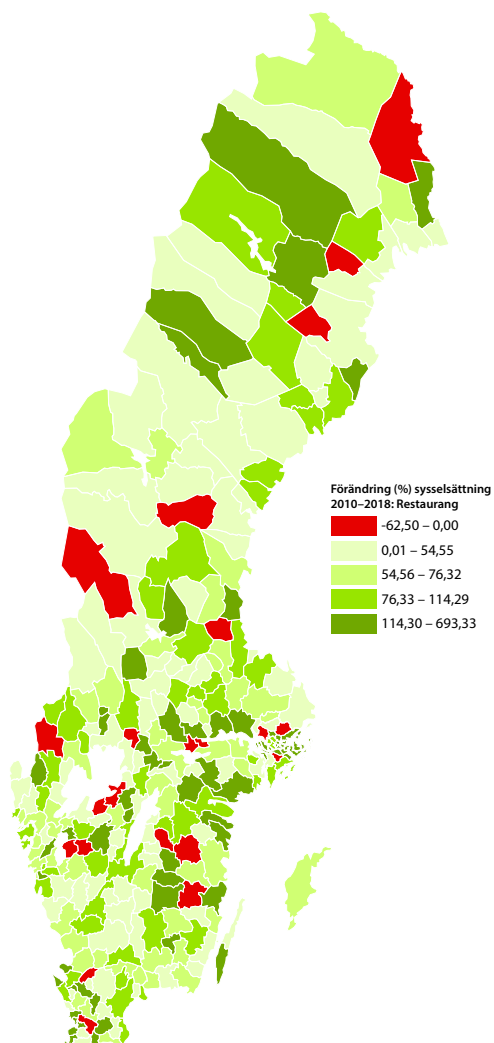 Förändring (%) sysselsättning
2010–2018: Restaurang
-62,50 – 0,00
0,01 – 54,55
54,56 – 76,32
76,33 – 114,29
114,30 – 693,33